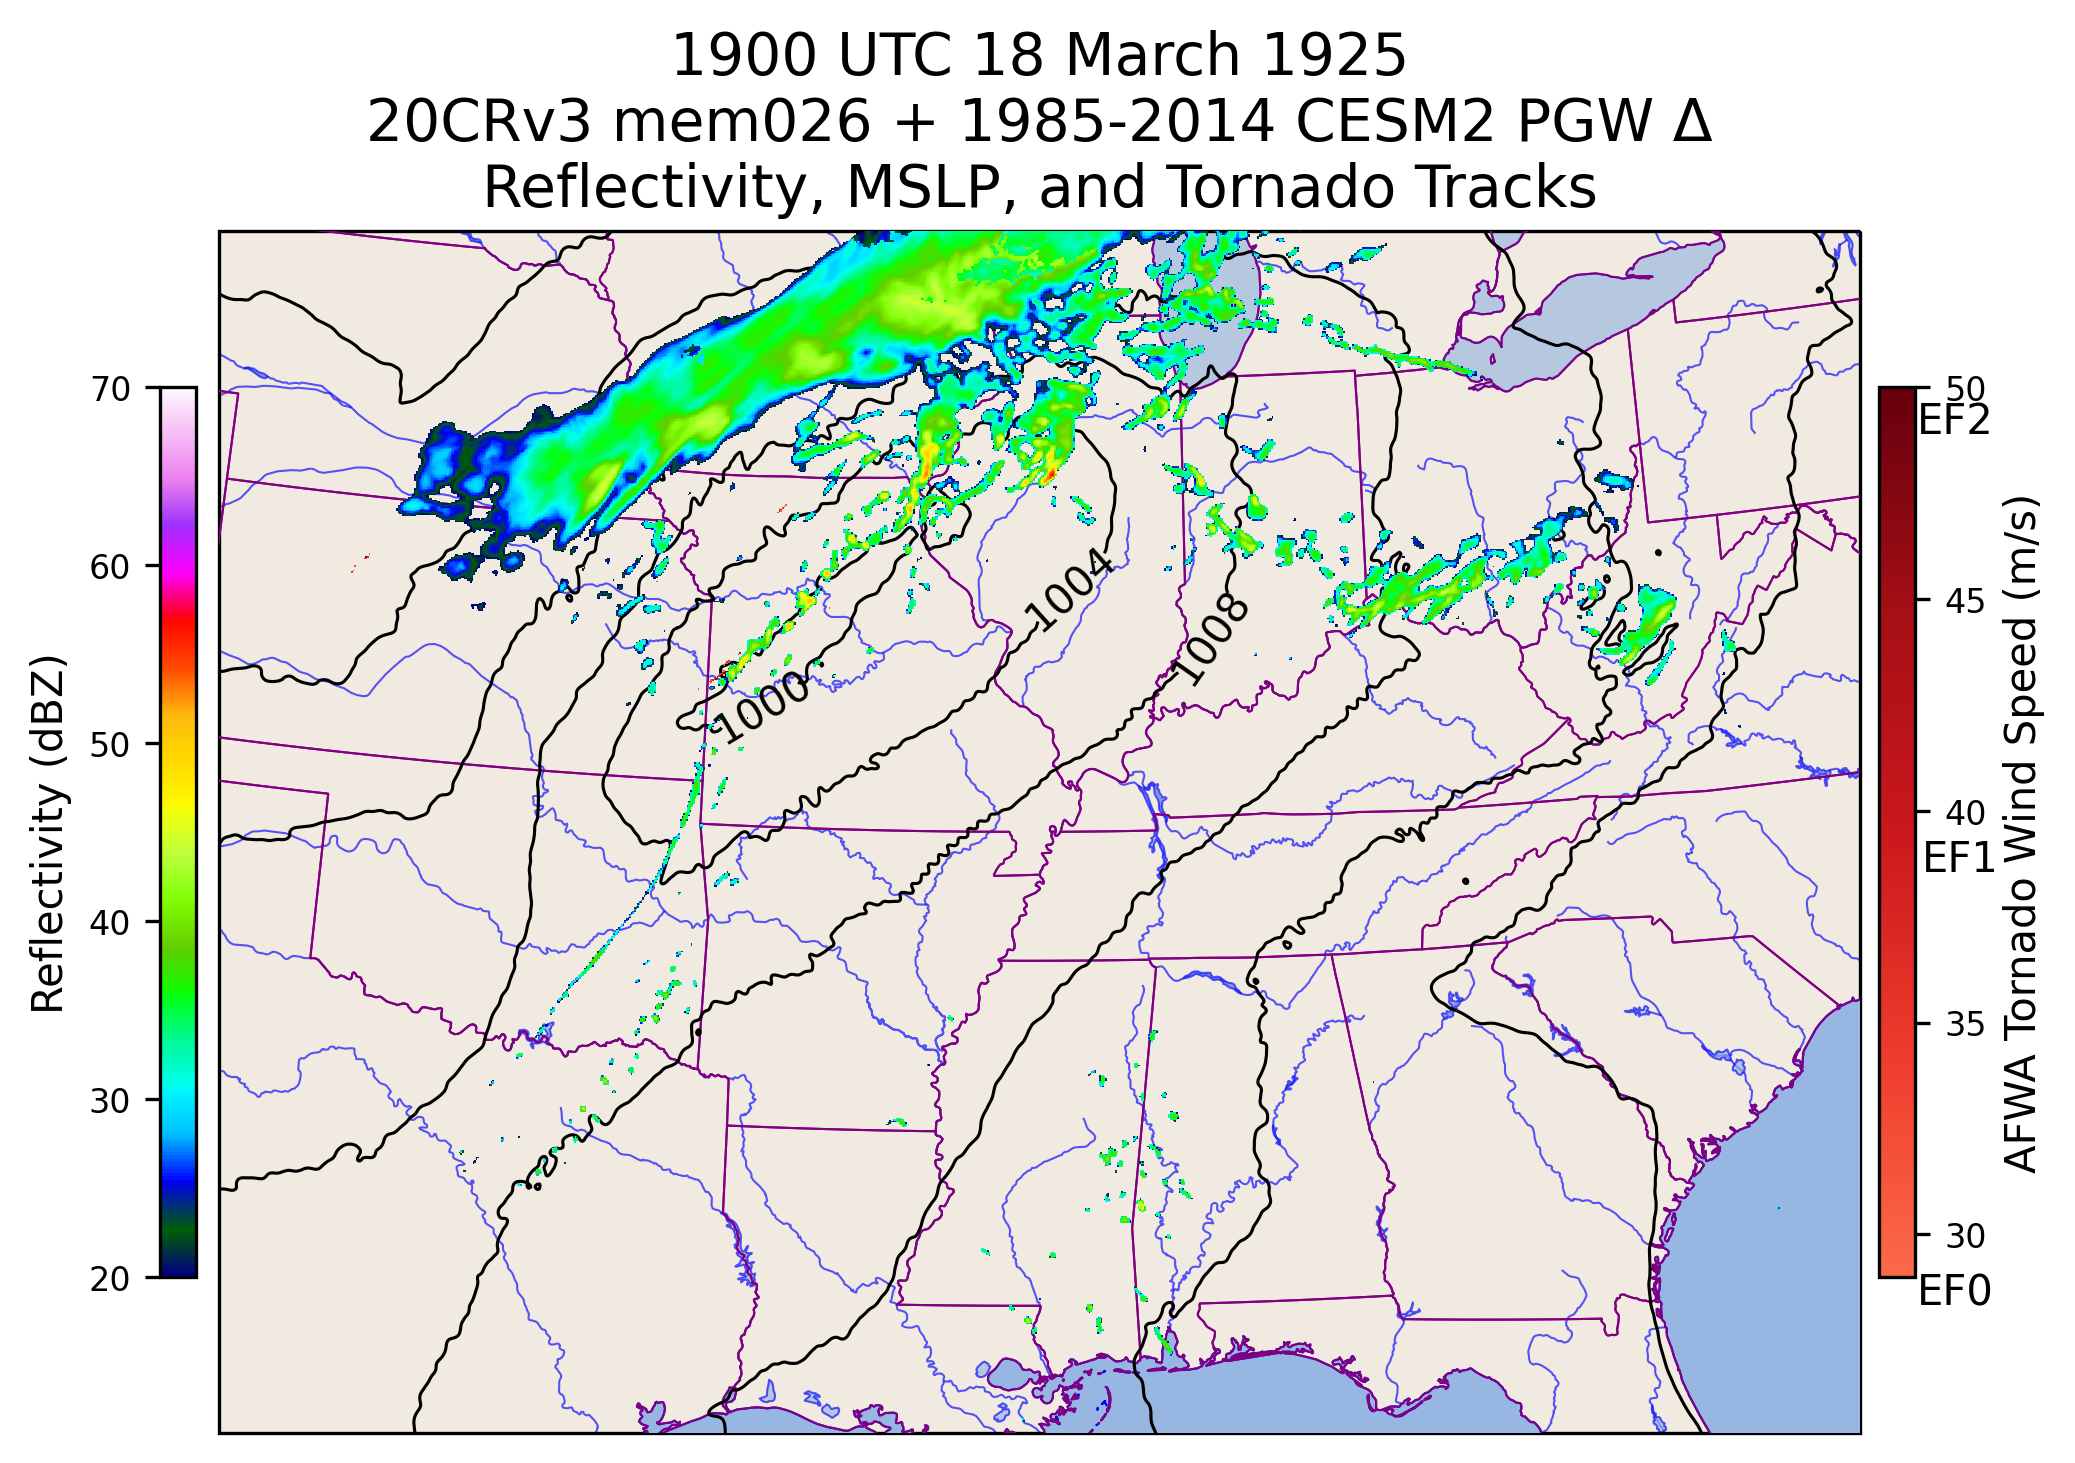 1900 UTC 18 March 1925
20CRv3 mem026 + 1985-2014 CESM2 PGW Δ
Reflectivity, MSLP, and Tornado Tracks
Reflectivity (dBZ)
70
60
50
40
30
20
1004
1008
1000
50
EF2
45
40
EF1
35
30
EF0
AFWA Tornado Wind Speed (m/s)